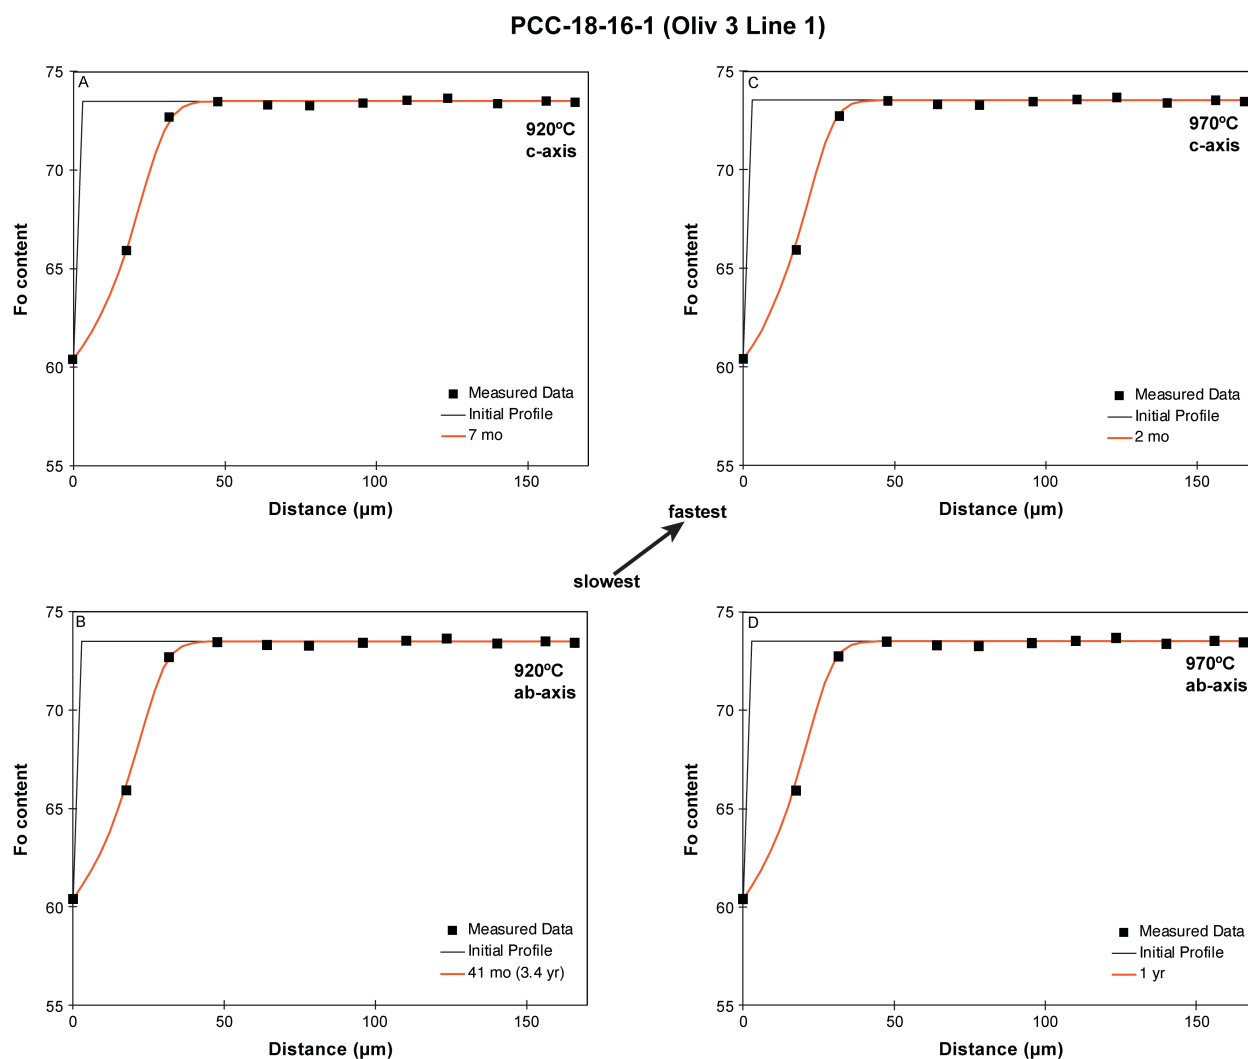 PCC-18-16-1 (Oliv 3 Line 1)
A
75
70
65
60
55
0
50
100
150
Fo content
Distance (µm)
920ºC
c-axis
Measured Data
Initial Profile
7 mo
C
75
70
65
60
55
0
50
100
150
Fo content
Distance (µm)
970ºC
c-axis
Measured Data
Initial Profile
2 mo
fastest
slowest
B
75
70
65
60
55
0
50
100
150
Fo content
Distance (µm)
920ºC
ab-axis
Measured Data
Initial Profile
41 mo (3.4 yr)
D
75
70
65
60
55
0
50
100
150
Fo content
Distance (µm)
970ºC
ab-axis
Measured Data
Initial Profile
1 yr